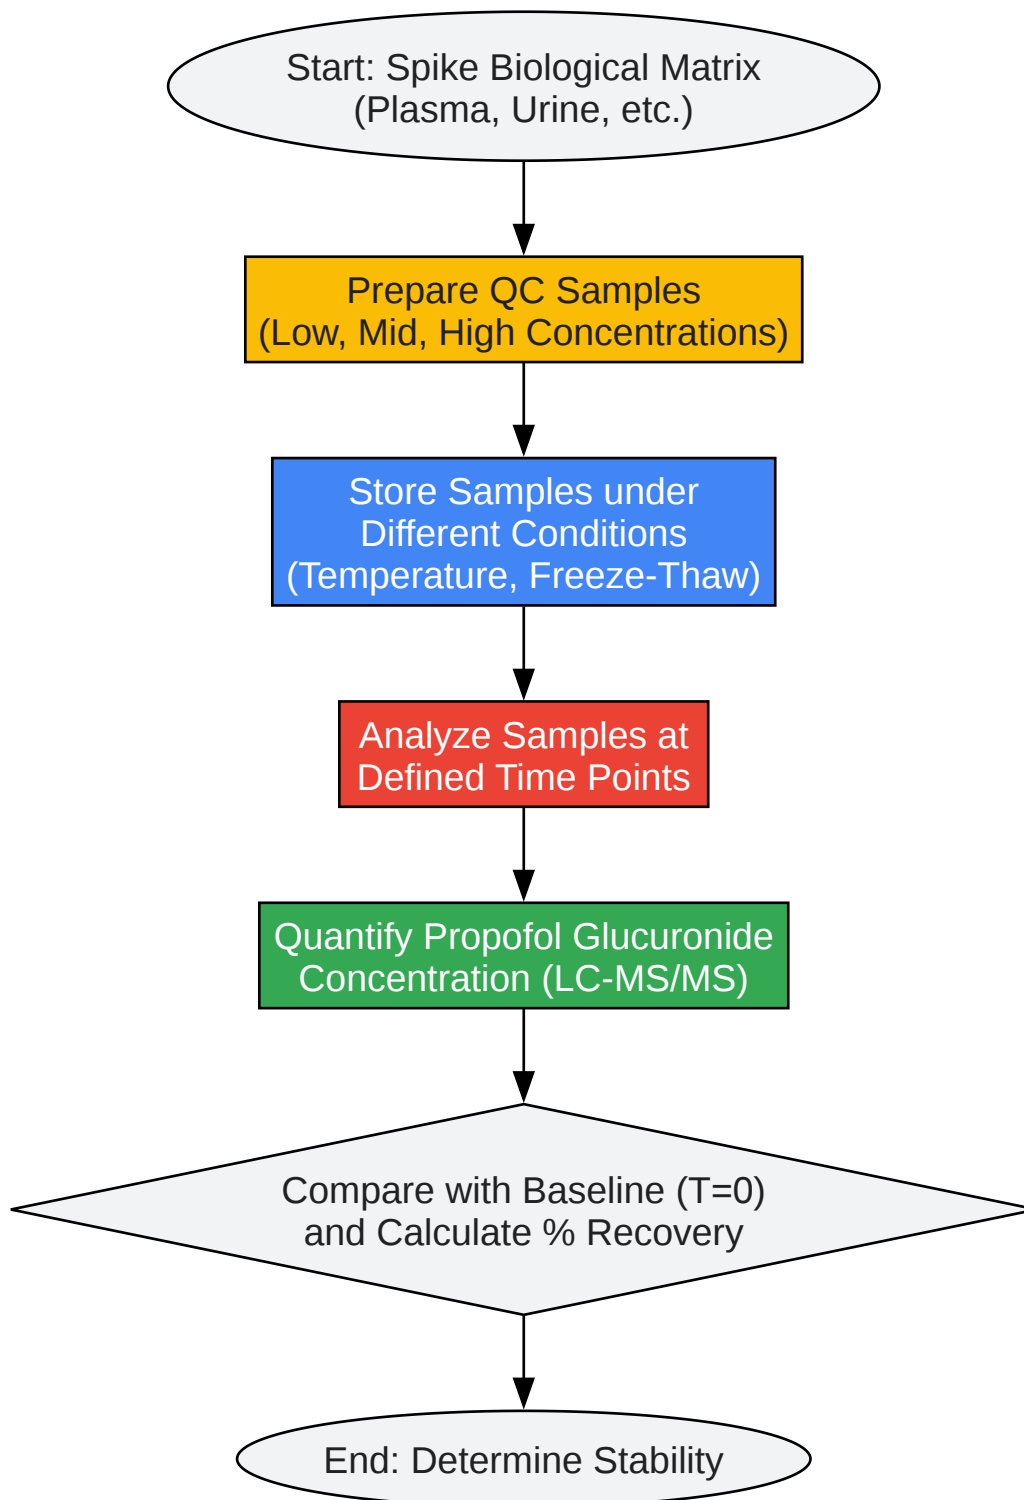 Start: Spike Biological Matrix
(Plasma, Urine, etc.)
Prepare QC Samples
(Low, Mid, High Concentrations)
Store Samples under
Different Conditions
(Temperature, Freeze-Thaw)
Analyze Samples at
Defined Time Points
Quantify Propofol Glucuronide
Concentration (LC-MS/MS)
Compare with Baseline (T=0)
and Calculate % Recovery
End: Determine Stability